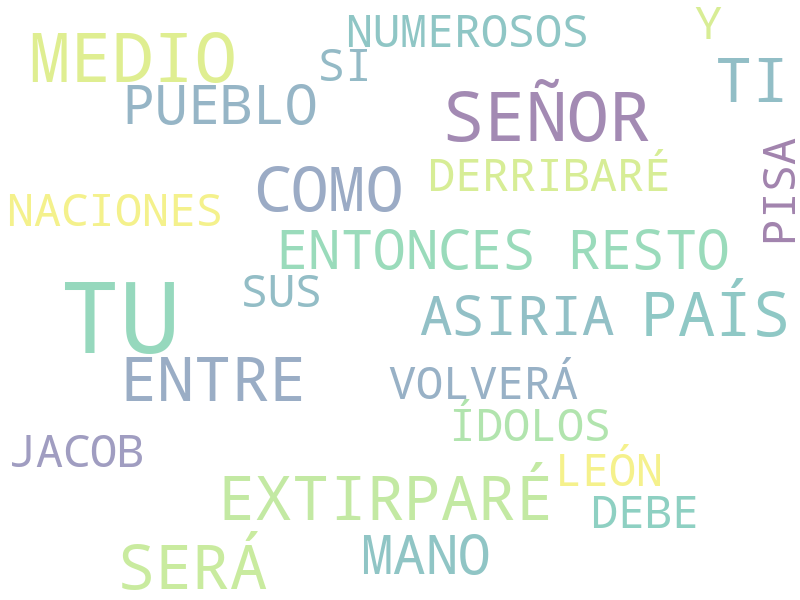 NUMEROSOS Y
MEDIO SI TI
PUEBLO SEÑOR
PISA
COMO DERRIBARÉ
NACIONES
ENTONCES RESTO
TU SUS ASIRIA PAÍS
ENTRE VOLVERÁ
ÍDOLOS
JACOB LEÓN
EXTIRPARÉ DEBE
SERÁ MANO